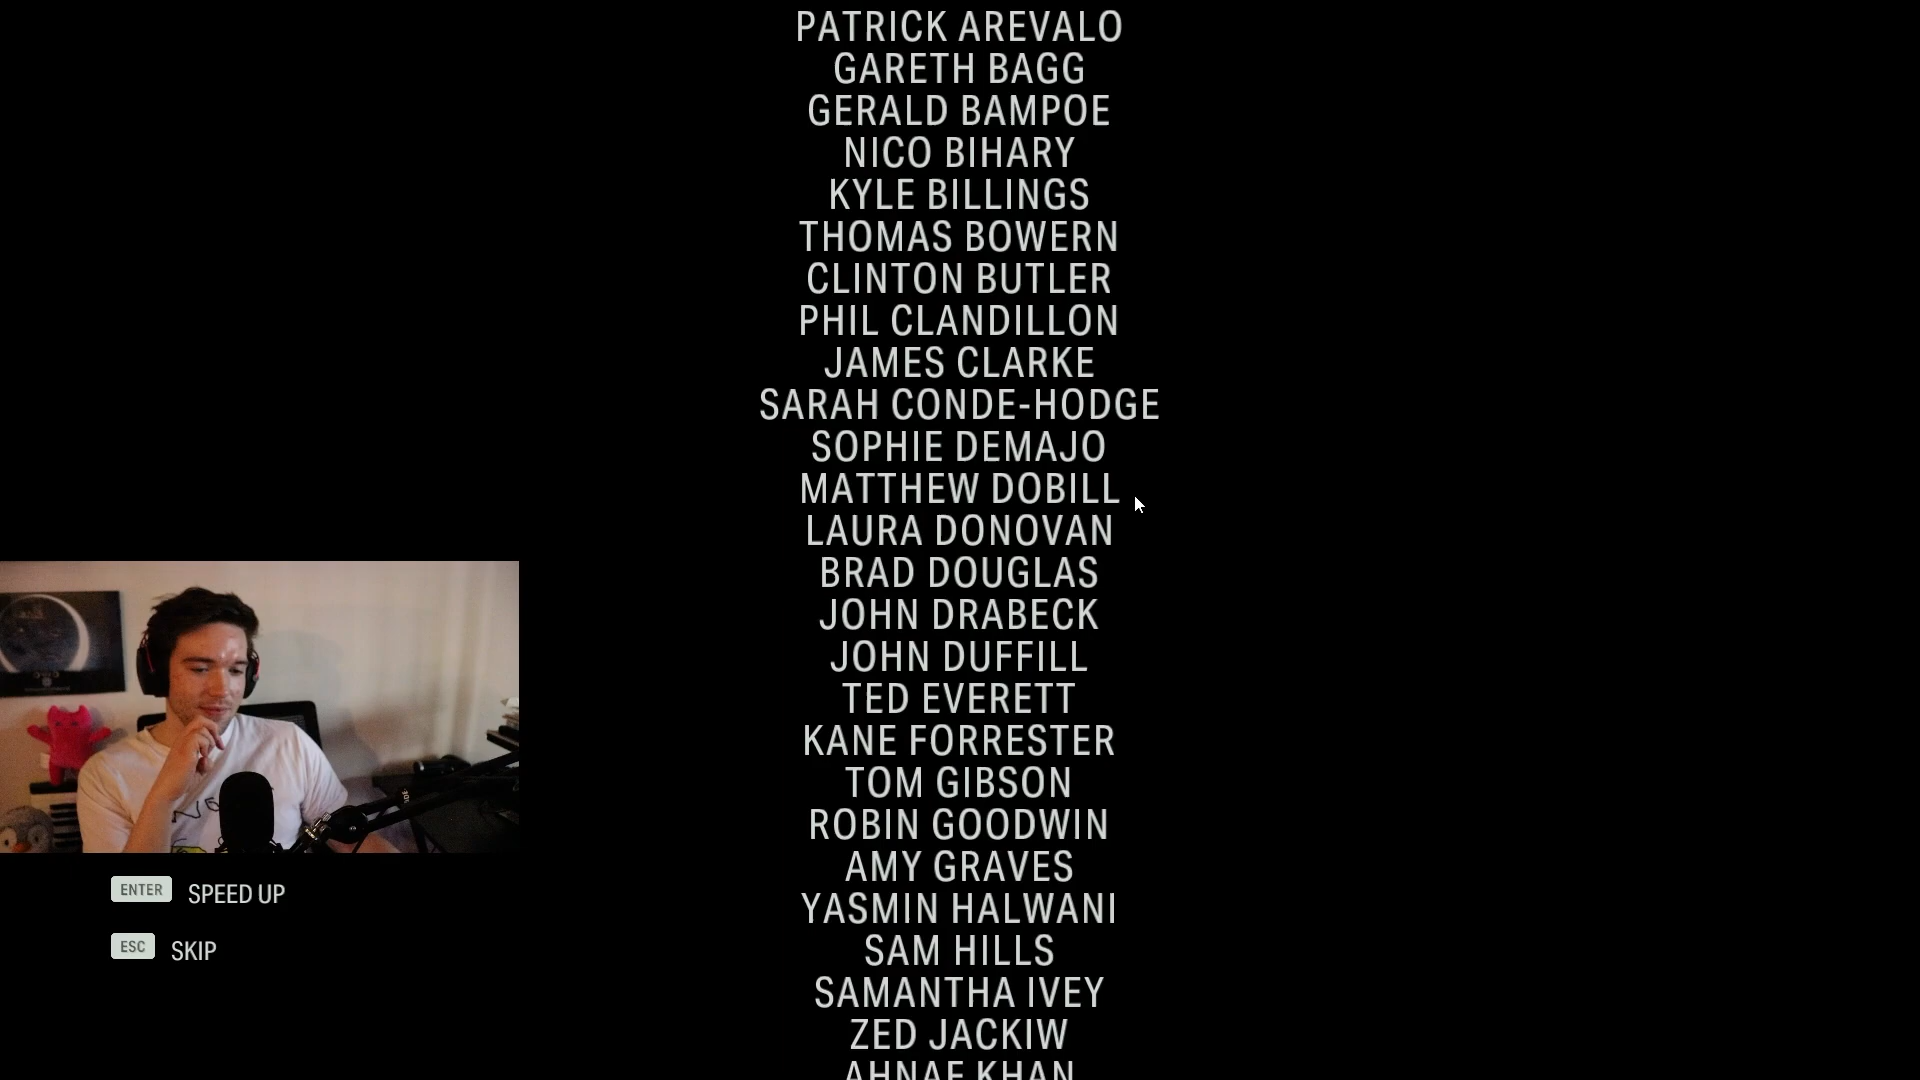 PATRICK AREVALO
GARETH BAGG
GERALD BAMPOE
NICO BIHARY
KYLE BILLINGS
THOMAS BOWERN
CLINTON BUTLER
PHIL CLANDILLON
JAMES CLARKE
SARAH CONDE-HODGE
SOPHIE DEMAJO
MATTHEW DOBILL
LAURA DONOVAN
BRAD DOUGLAS
JOHN DRABECK
JOHN DUFFILL
TED EVERETT
KANE FORRESTER
TOM GIBSON
ROBIN GOODWIN
AMY GRAVES
YASMIN HALWANI
SAM HILLS
SAMANTHA IVEY
ZED JACKIW
AHNAF KHAN
ENTER SPEED UP
ESC SKIP